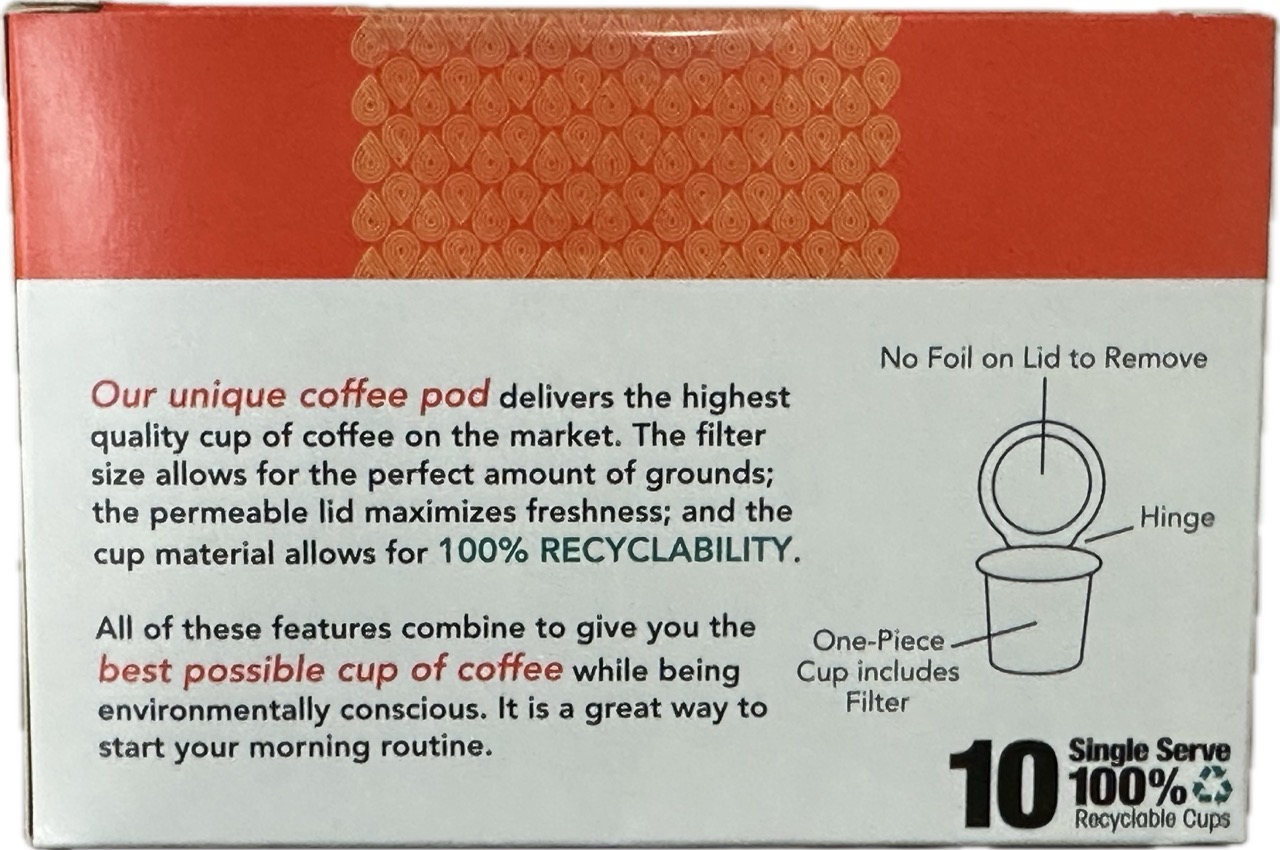 Our unique coffee pod delivers the highest
quality cup of coffee on the market. The filter
size allows for the perfect amount of grounds;
the permeable lid maximizes freshness; and the
cup material allows for 100% RECYCLABILITY.
All of these features combine to give you the
best possible cup of coffee while being
environmentally conscious. It is a great way to
start your morning routine.
No Foil on Lid to Remove
Hinge
One-Piece
Cup includes
Filter
10 Single Serve
100%
Recyclable Cups